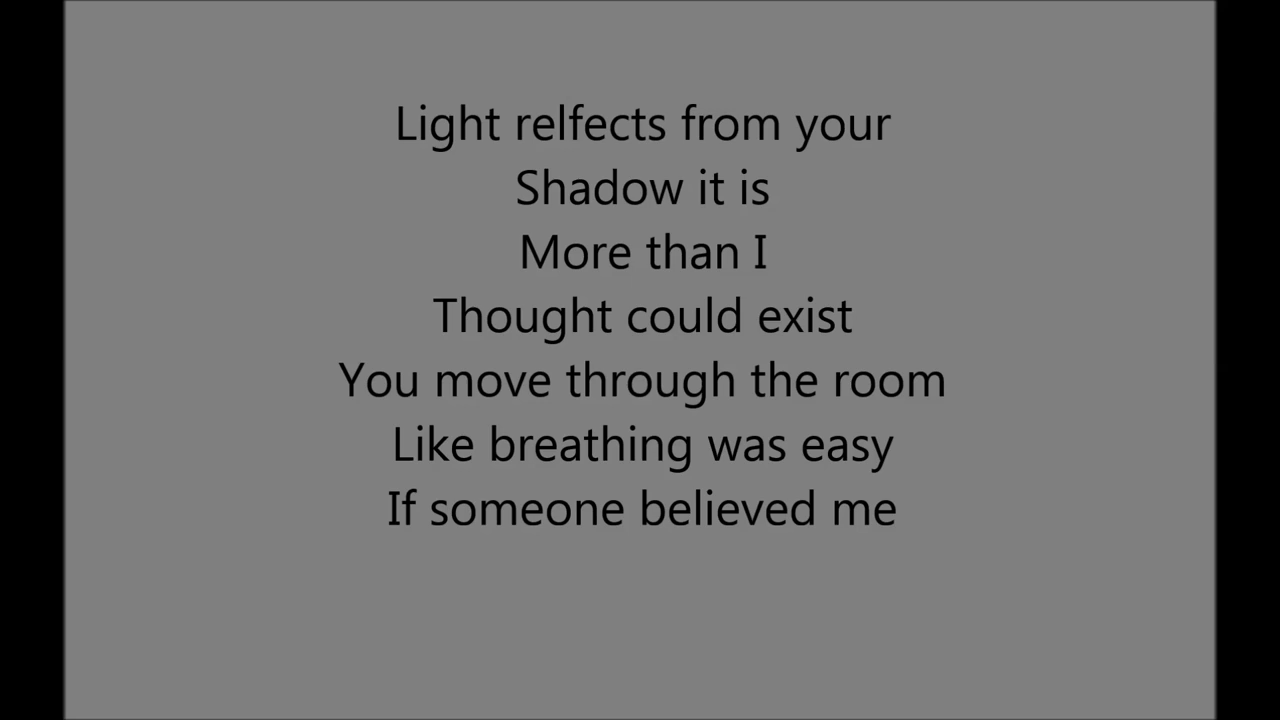 Light relfects from your
Shadow it is
More than I
Thought could exist
You move through the room
Like breathing was easy
If someone believed me